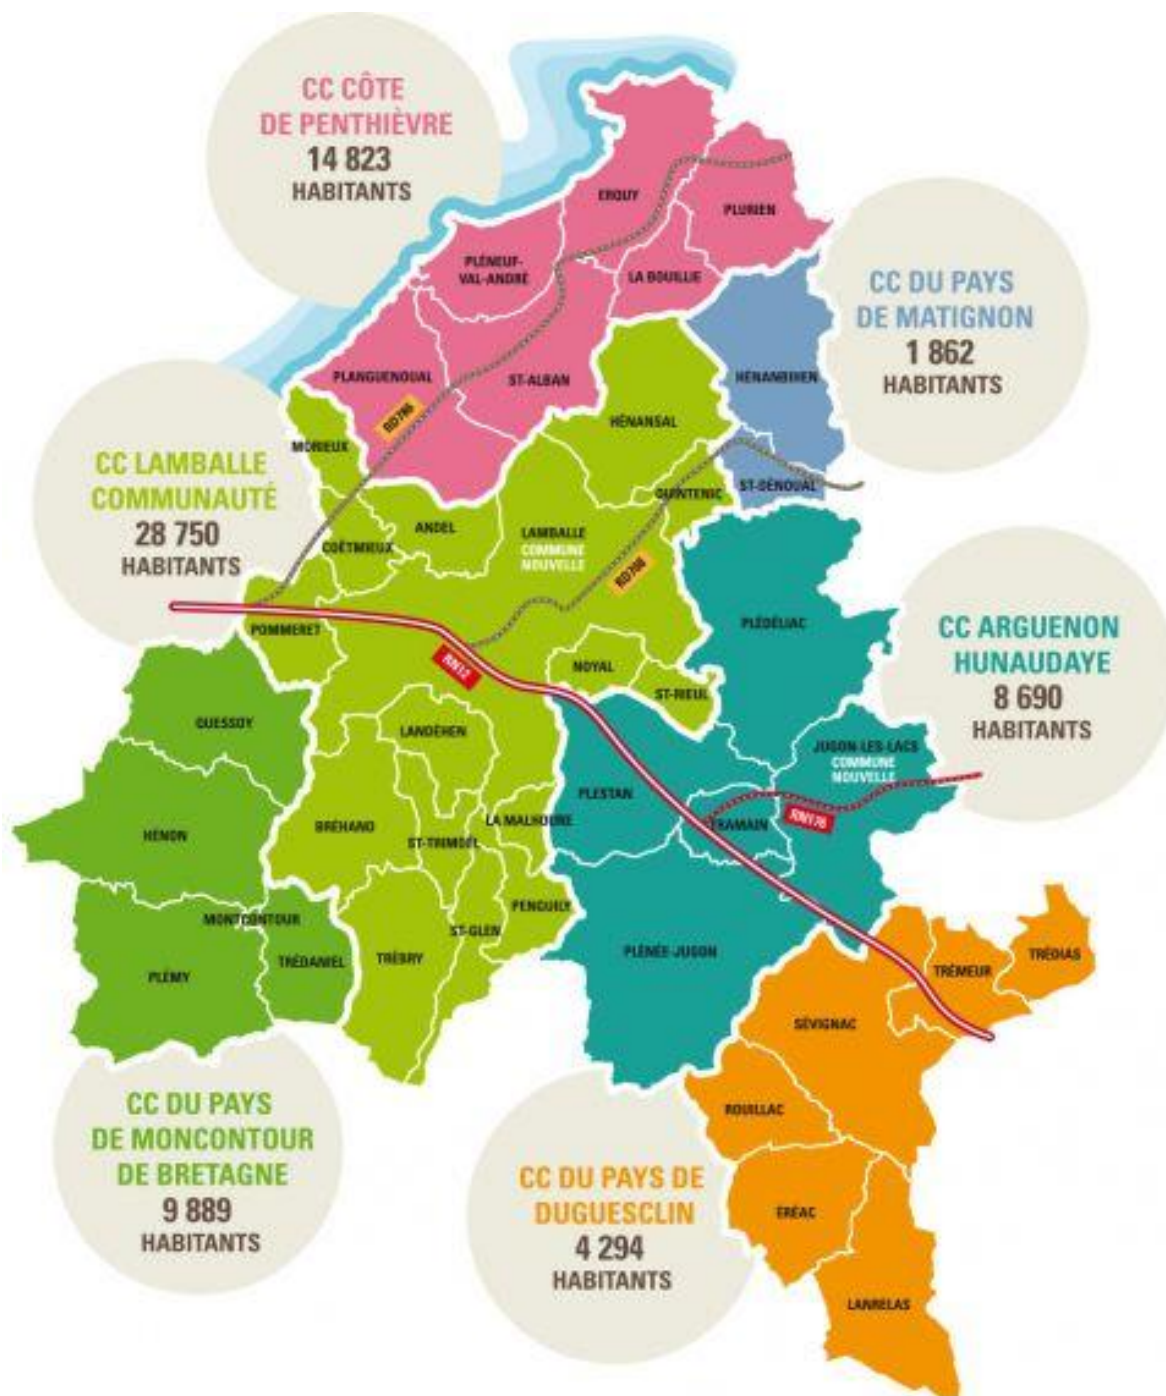 CC CÔTE
DE PENTHIÈVRE
14 823
HABITANTS
ERQUY
PLURIEN
PLÉNEUF-
VAL-ANDRÉ
LA BOUILLIE
CC DU PAYS
DE MATIGNON
1 862
HABITANTS
PLANGUENOUAL
ST-ALBAN
HÉNANBIHEN
RD786
HÉNANSAL
MORIEUX
CC LAMBALLE
COMMUNAUTÉ
28 750
HABITANTS
QUINTENIC
ST-DÉNOUAL
ANDEL
LAMBALLE
COMMUNE
NOUVELLE
COËTMIEUX
RD768
POMMERET
PLÉDÉLIAC
CC ARGUENON
HUNAUDAYE
8 690
HABITANTS
RN12
NOYAL
ST-RIEUL
QUESSOY
LANDÉHEN
JUGON-LES-LACS
COMMUNE
NOUVELLE
PLESTAN
HÉNON
BRÉHAND
ST-TRIMOËL
LA MALHOURE
TRAMAIN
RN176
PENGUILY
MONTCONTOUR
ST-GLEN
PLÉMY
TRÉDANIEL
TRÉBRY
PLÉNÉE-JUGON
TRÉMEUR
TRÉDIAS
SÉVIGNAC
CC DU PAYS
DE MONCONTOUR
DE BRETAGNE
9 889
HABITANTS
ROUILLAC
CC DU PAYS DE
DUGUESCLIN
4 294
HABITANTS
ÉRÉAC
LANRELAS